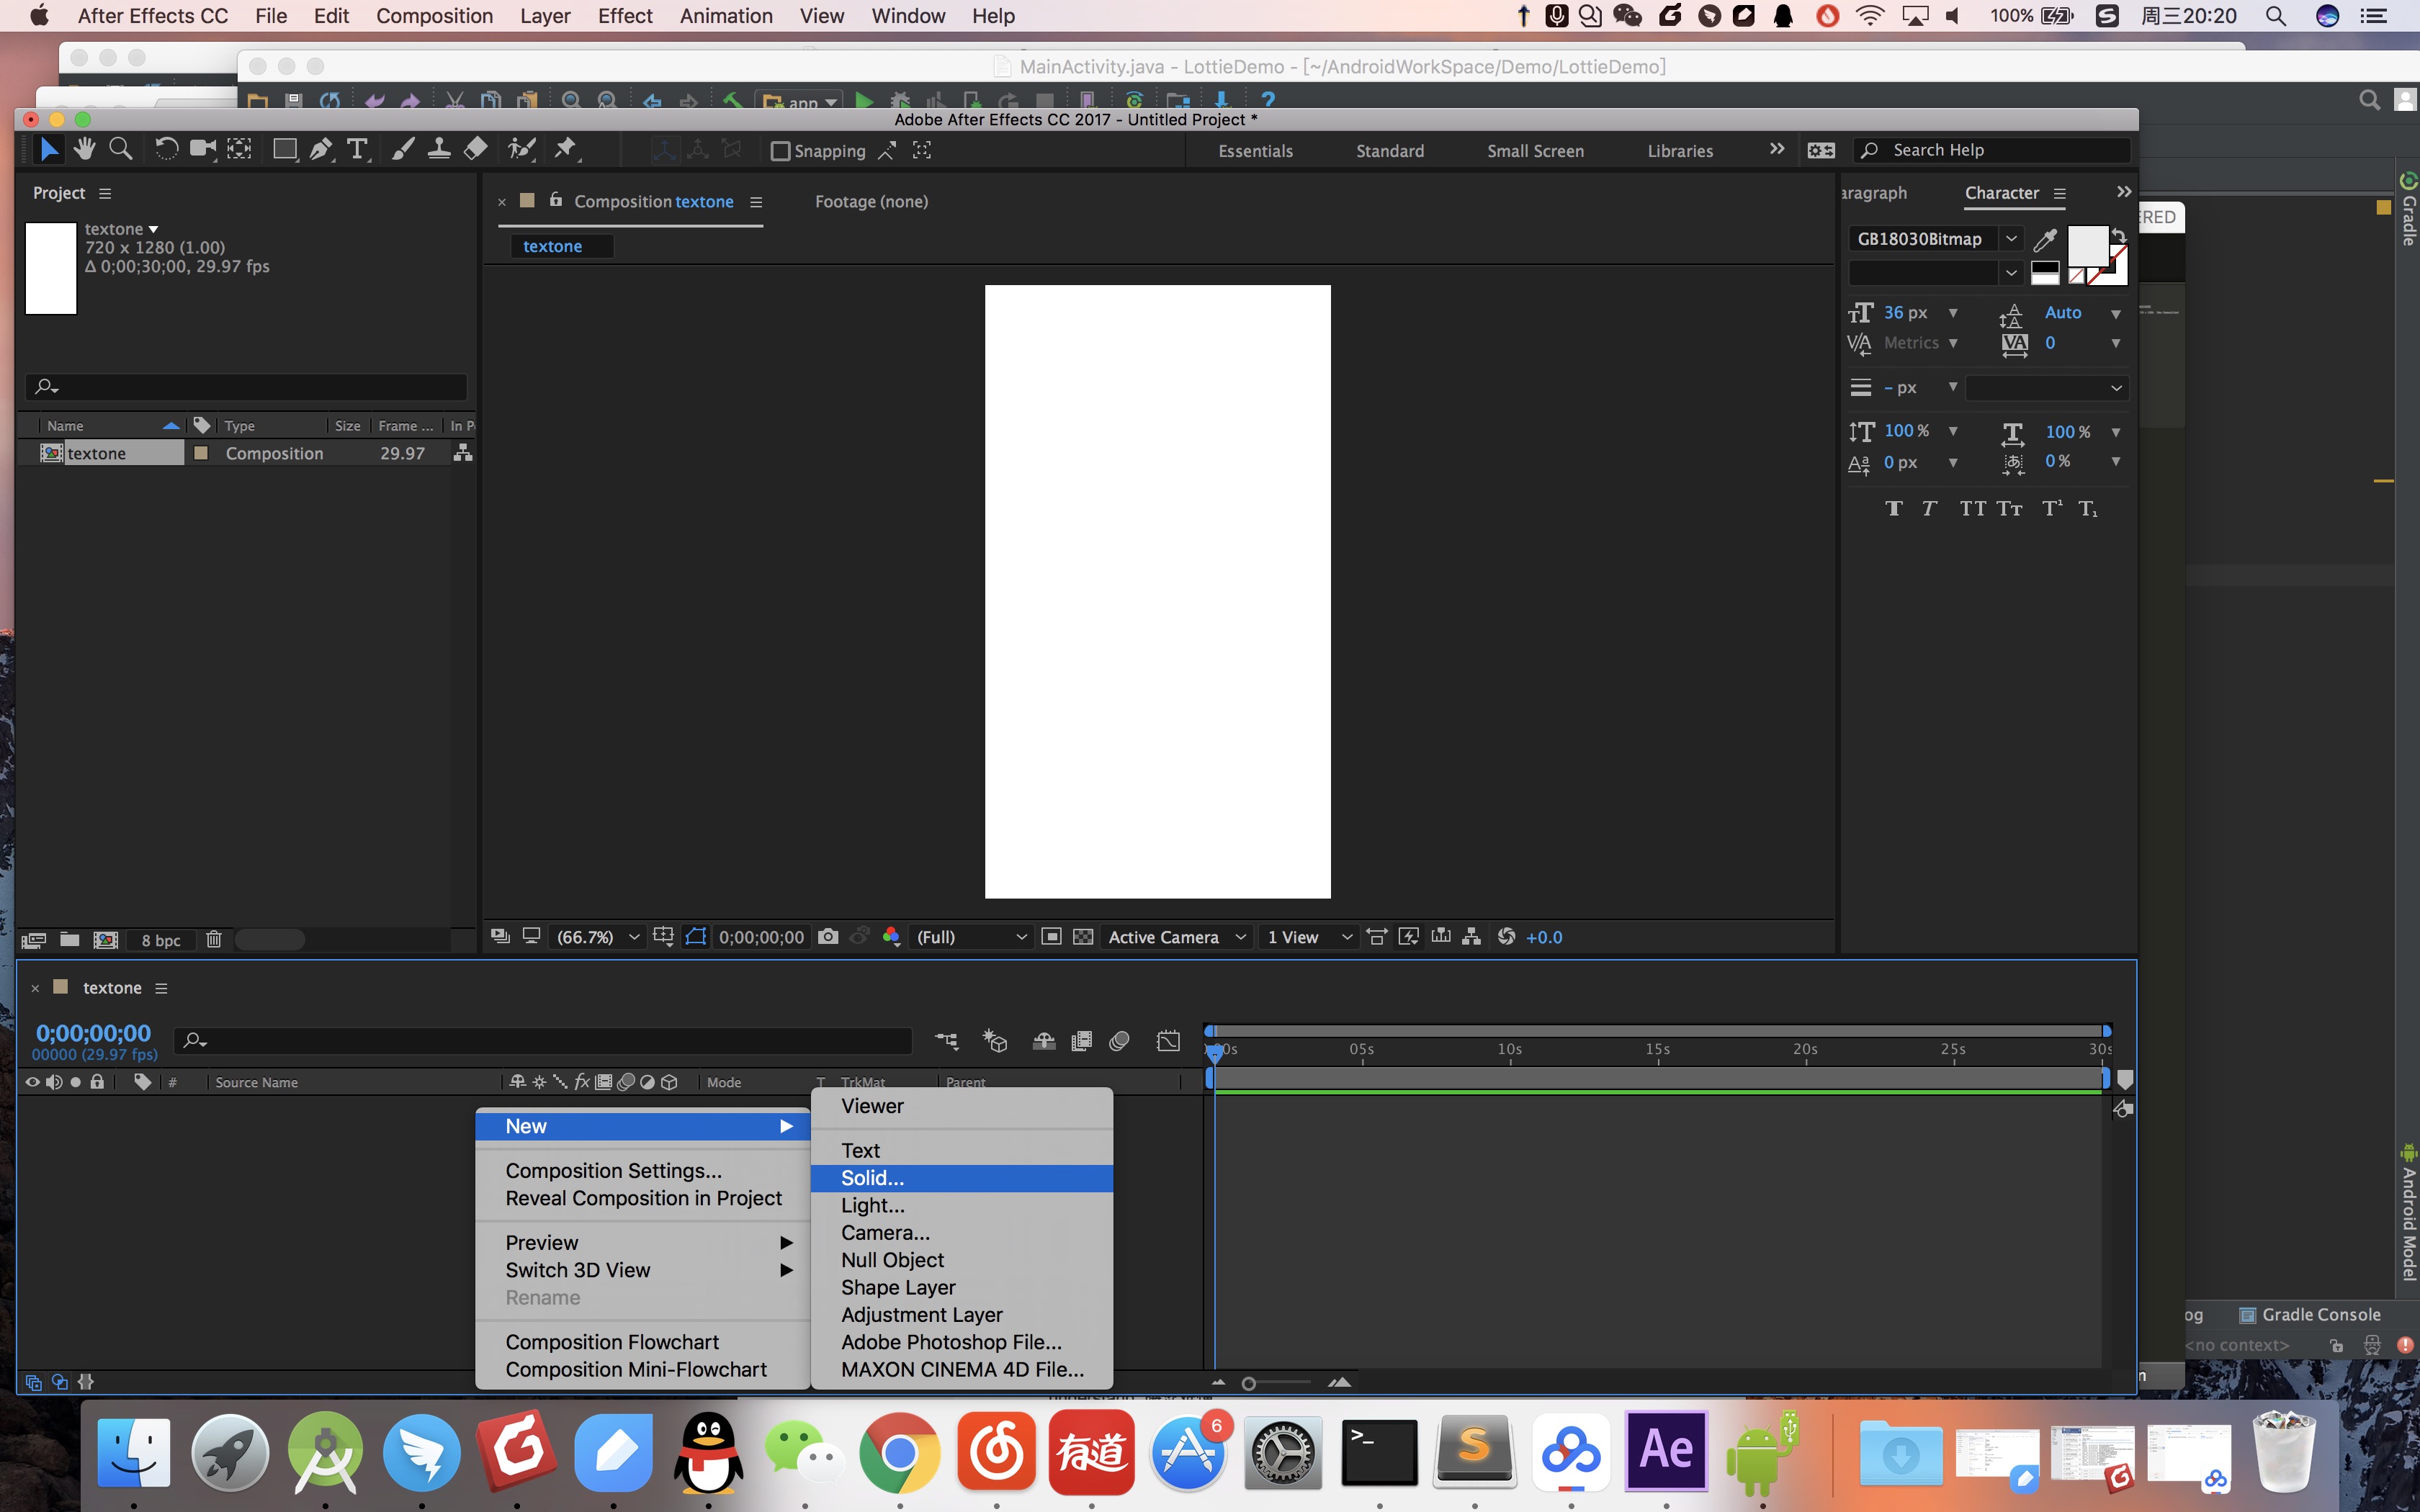 After Effects CC File Edit Composition Layer Effect Animation View Window Help 100% 周三20:20
MainActivity.java - LottieDemo - [~/AndroidWorkSpace/Demo/LottieDemo]
app
Adobe After Effects CC 2017 - Untitled Project *
Snapping Essentials Standard Small Screen Libraries Search Help
Project
textone
720 x 1280 (1.00)
Δ 0;00;30;00, 29.97 fps
Name Type Size Frame ... In P
textone Composition 29.97
8 bpc
Composition textone Footage (none)
textone
(66.7%) 0;00;00;00 (Full) Active Camera 1 View +0.0
aragraph Character
GB18030Bitmap
36 px Auto
Metrics 0
- px
100 % 100 %
0 px 0 %
T T TT Tт T¹ T₁
ERED
Gradle
Android Model
textone
0;00;00;00
00000 (29.97 fps)
# Source Name Mode T TrkMat Parent
00s 05s 10s 15s 20s 25s 30s
New
Composition Settings...
Reveal Composition in Project
Preview
Switch 3D View
Rename
Composition Flowchart
Composition Mini-Flowchart
Viewer
Text
Solid...
Light...
Camera...
Null Object
Shape Layer
Adjustment Layer
Adobe Photoshop File...
MAXON CINEMA 4D File...
og Gradle Console
<no context>
n
有道 6 >_ S Ae